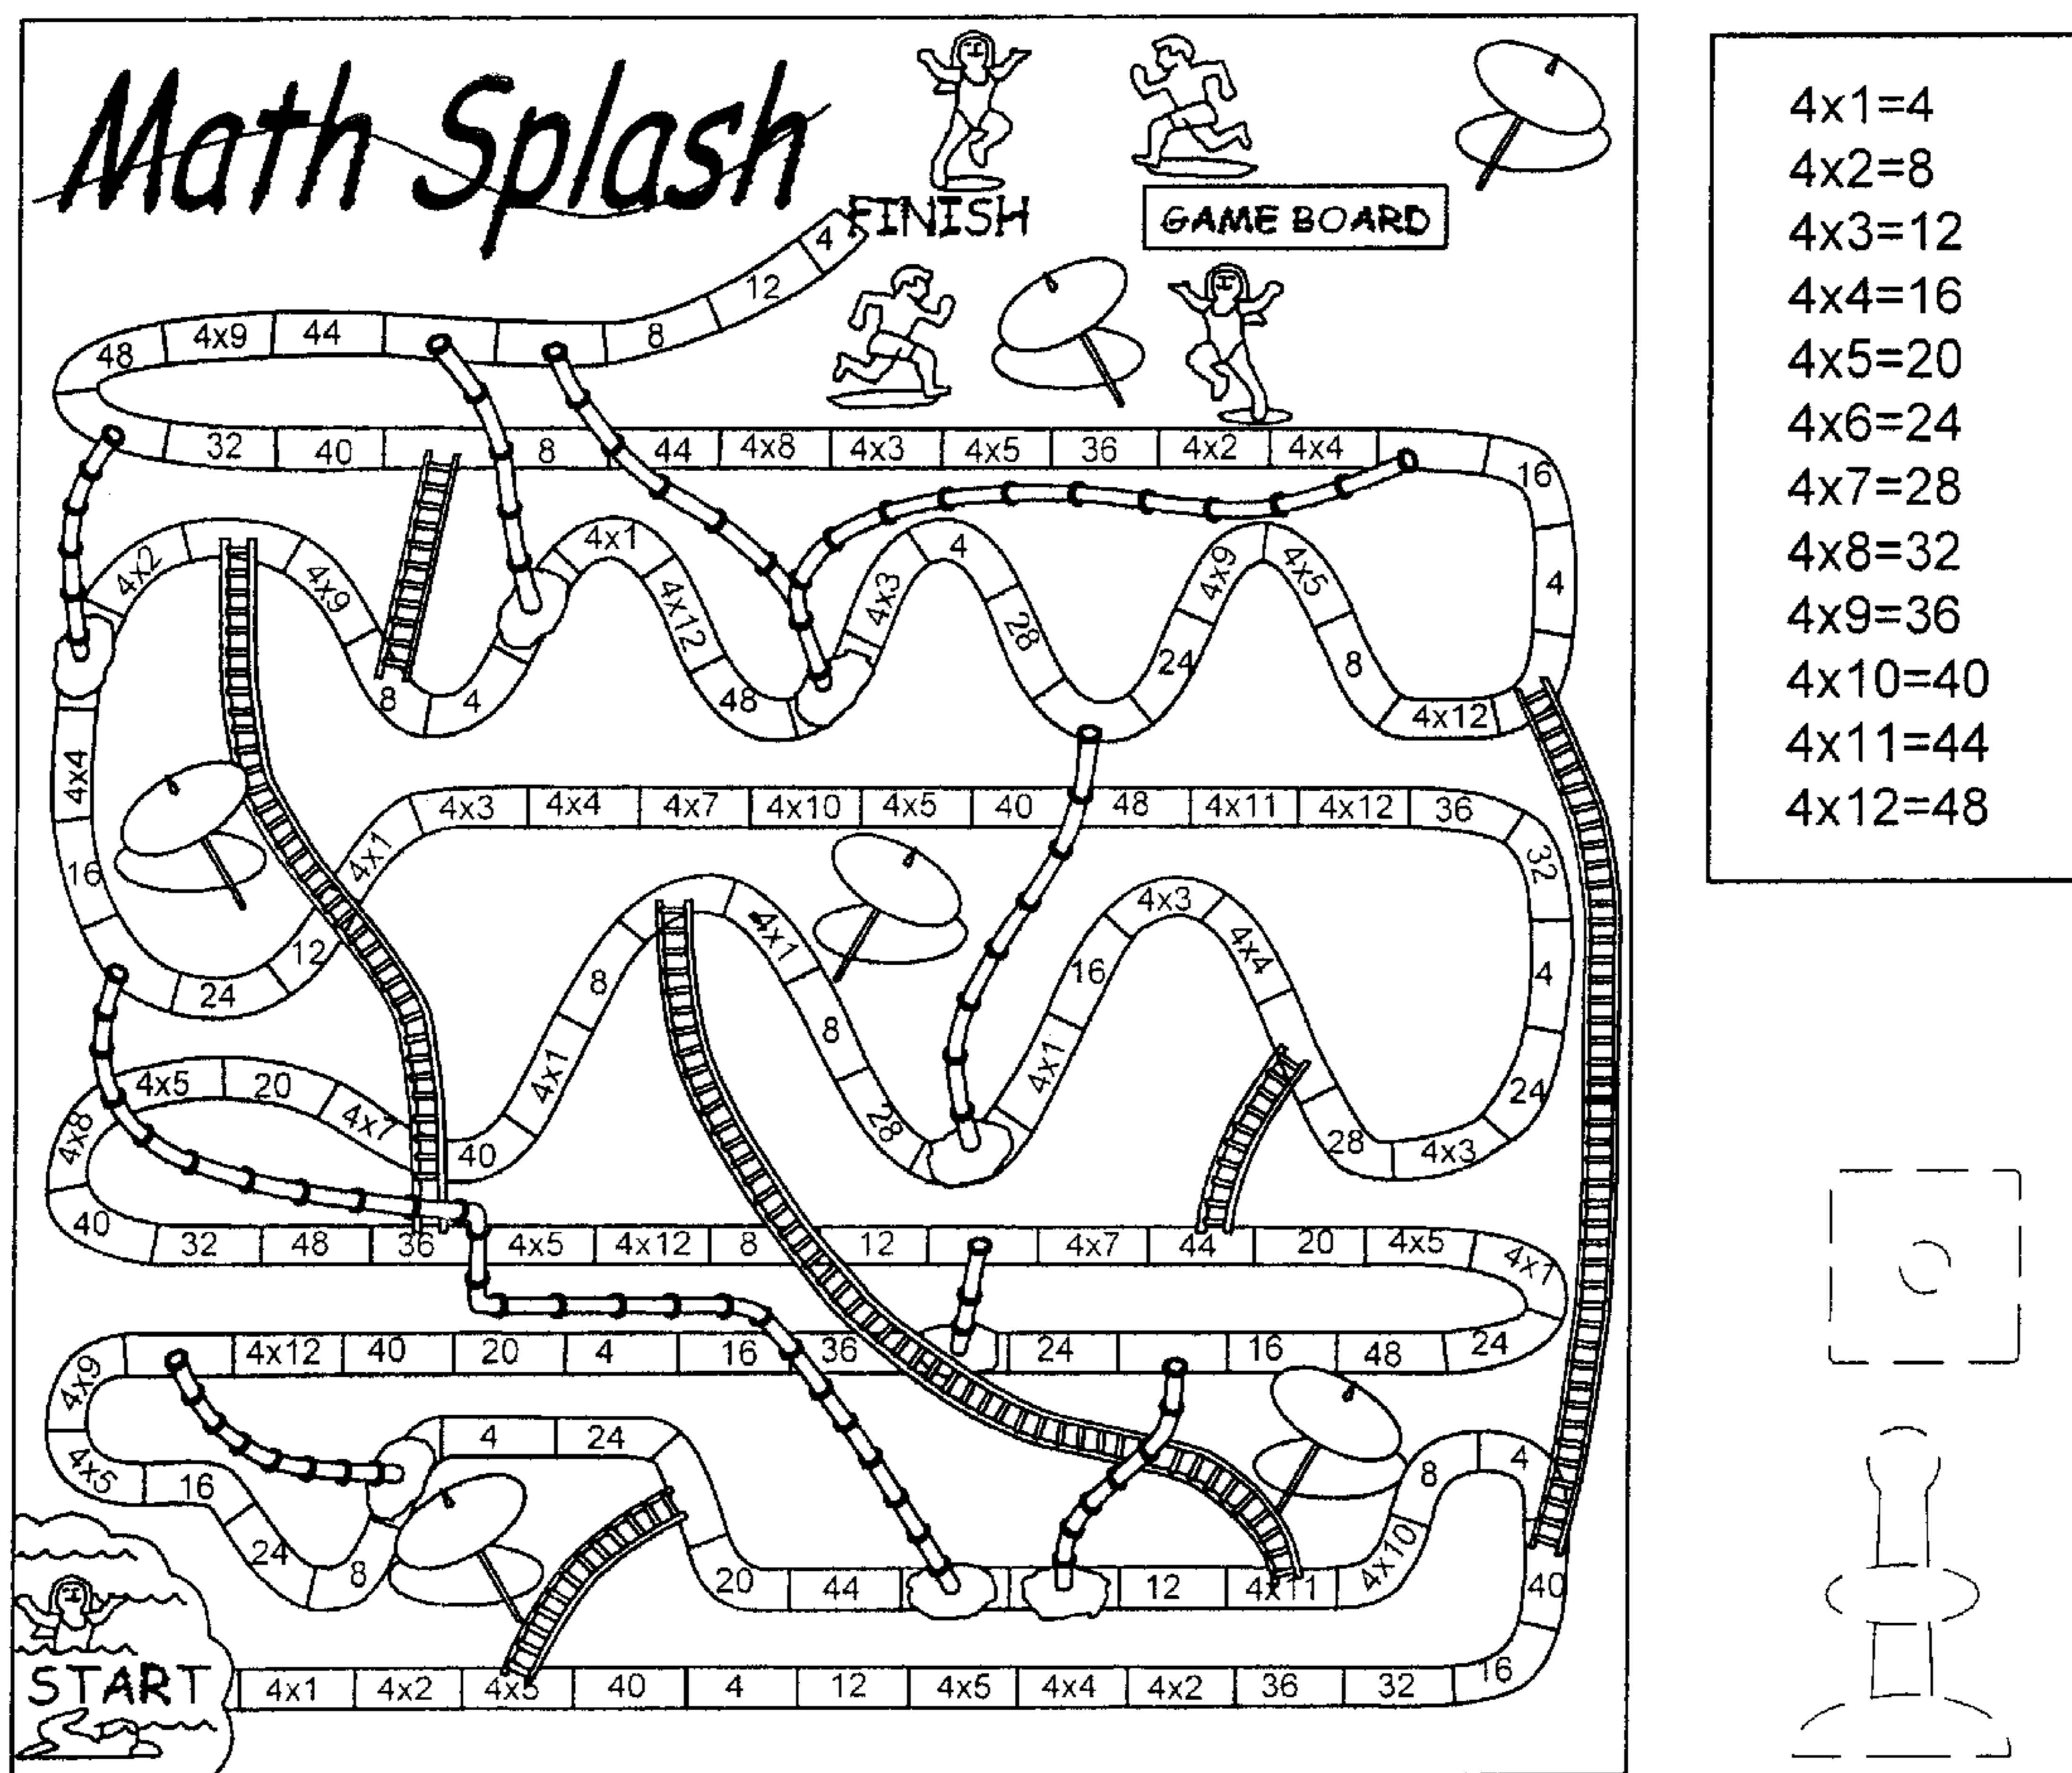 Math Splash
FINISH
GAME BOARD
4
12
8
44
4x9
48
32 40 8 44 4x8 4x3 4x5 36 4x2 4x4 16
4
4x2 4x9 8 4 4x1 4x12 48 4x3 4 28 24 4x9 4x5 8 4x12
4x4
16
24
12
4x1
4x3 4x4 4x7 4x10 4x5 40 48 4x11 4x12 36
32
4
24
4x3
28
4x4
4x3
16
4x1
28
8
4x1
8
4x1
40
4x7
20
4x5
4x8
40
32 48 36 4x5 4x12 8 12 4x7 44 20 4x5
24
48
16
24
36
16
4
20
40
4x12
4x9
4x5
16
24
8
4 24
20
44 12 4x11
4x10
8
4
40
16
START 4x1 4x2 40 4 12 4x5 4x4 4x2 36 32
4x1=4
4x2=8
4x3=12
4x4=16
4x5=20
4x6=24
4x7=28
4x8=32
4x9=36
4x10=40
4x11=44
4x12=48